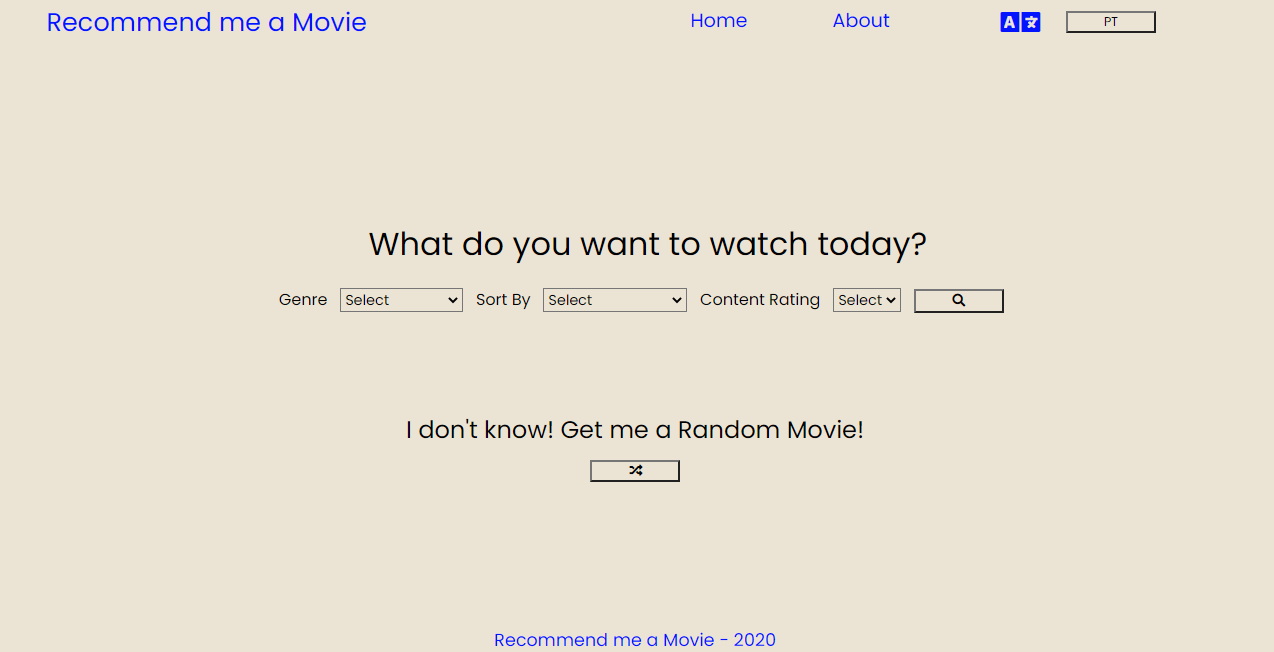 Recommend me a Movie Home About A 文 PT
What do you want to watch today?
Genre Select Sort By Select Content Rating Select
I don't know! Get me a Random Movie!
Recommend me a Movie - 2020